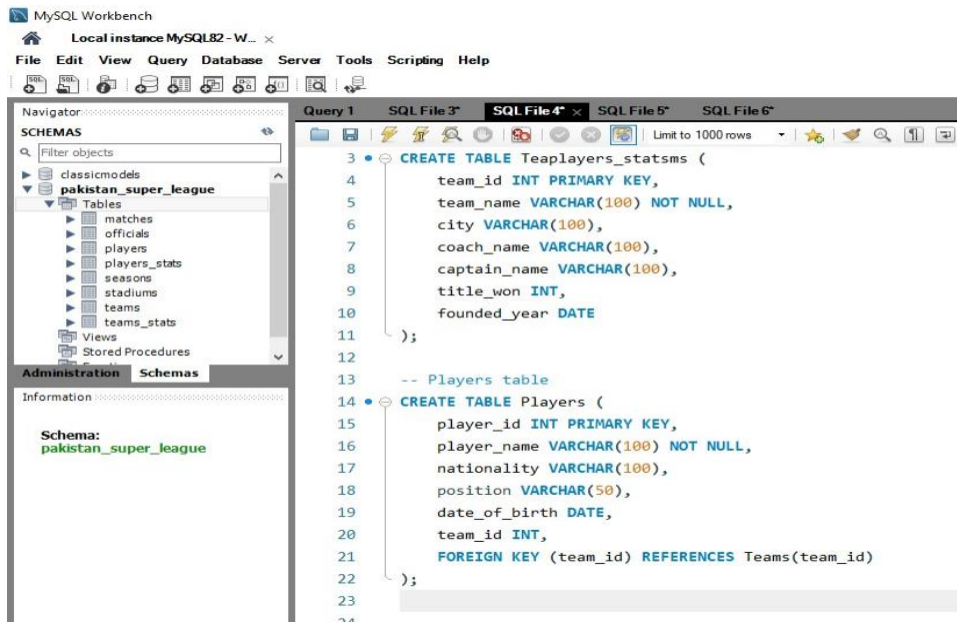 MySQL Workbench
Local instance MySQL82 - W... ×
File Edit View Query Database Server Tools Scripting Help
Navigator
SCHEMAS
Filter objects
classicmodels
pakistan_super_league
Tables
matches
officials
players
players_stats
seasons
stadiums
teams
teams_stats
Views
Stored Procedures
Administration Schemas
Information
Schema:
pakistan_super_league
Query 1 SQL File 3* SQL File 4* × SQL File 5* SQL File 6*
Limit to 1000 rows
3 CREATE TABLE Teaplayers_statsms (
4 team_id INT PRIMARY KEY,
5 team_name VARCHAR(100) NOT NULL,
6 city VARCHAR(100),
7 coach_name VARCHAR(100),
8 captain_name VARCHAR(100),
9 title_won INT,
10 founded_year DATE
11 );
12
13 -- Players table
14 CREATE TABLE Players (
15 player_id INT PRIMARY KEY,
16 player_name VARCHAR(100) NOT NULL,
17 nationality VARCHAR(100),
18 position VARCHAR(50),
19 date_of_birth DATE,
20 team_id INT,
21 FOREIGN KEY (team_id) REFERENCES Teams(team_id)
22 );
23